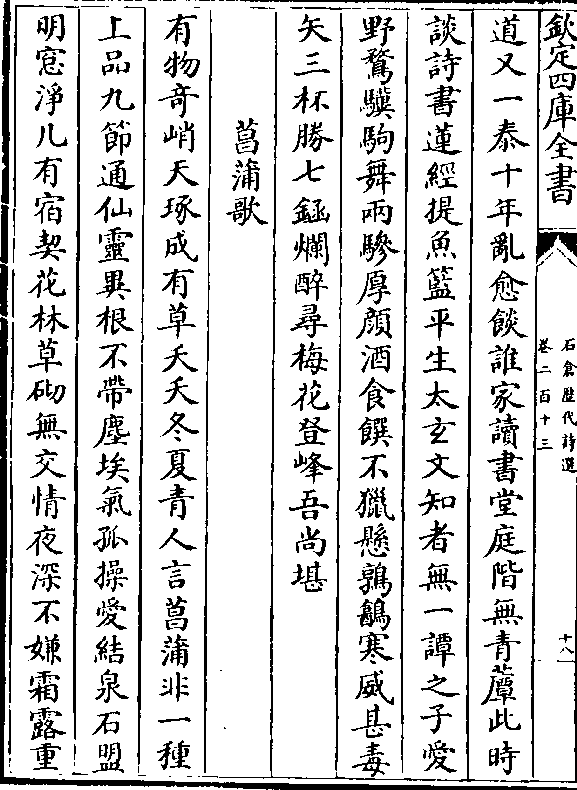 欽定四庫全書
石倉歷代詩選
卷二百十三
十八
道又一泰十年亂愈餤誰家讀書堂庭階無青藶此時
談詩書蓮經提魚籃平生太玄文知者無一譚之子愛
野鶩驥駒舞兩驂厚顏酒食饌不獵懸鶉鷭寒威甚毒
矢三杯勝七錘爛醉尋梅花登峰吾尚堪
菖蒲歌
有物奇峭天琢成有草夭夭冬夏青人言菖蒲非一種
上品九節通仙靈異根不帶塵埃氣孤操愛結泉石盟
明窓淨几有宿契花林草砌無交情夜深不嫌霜露重